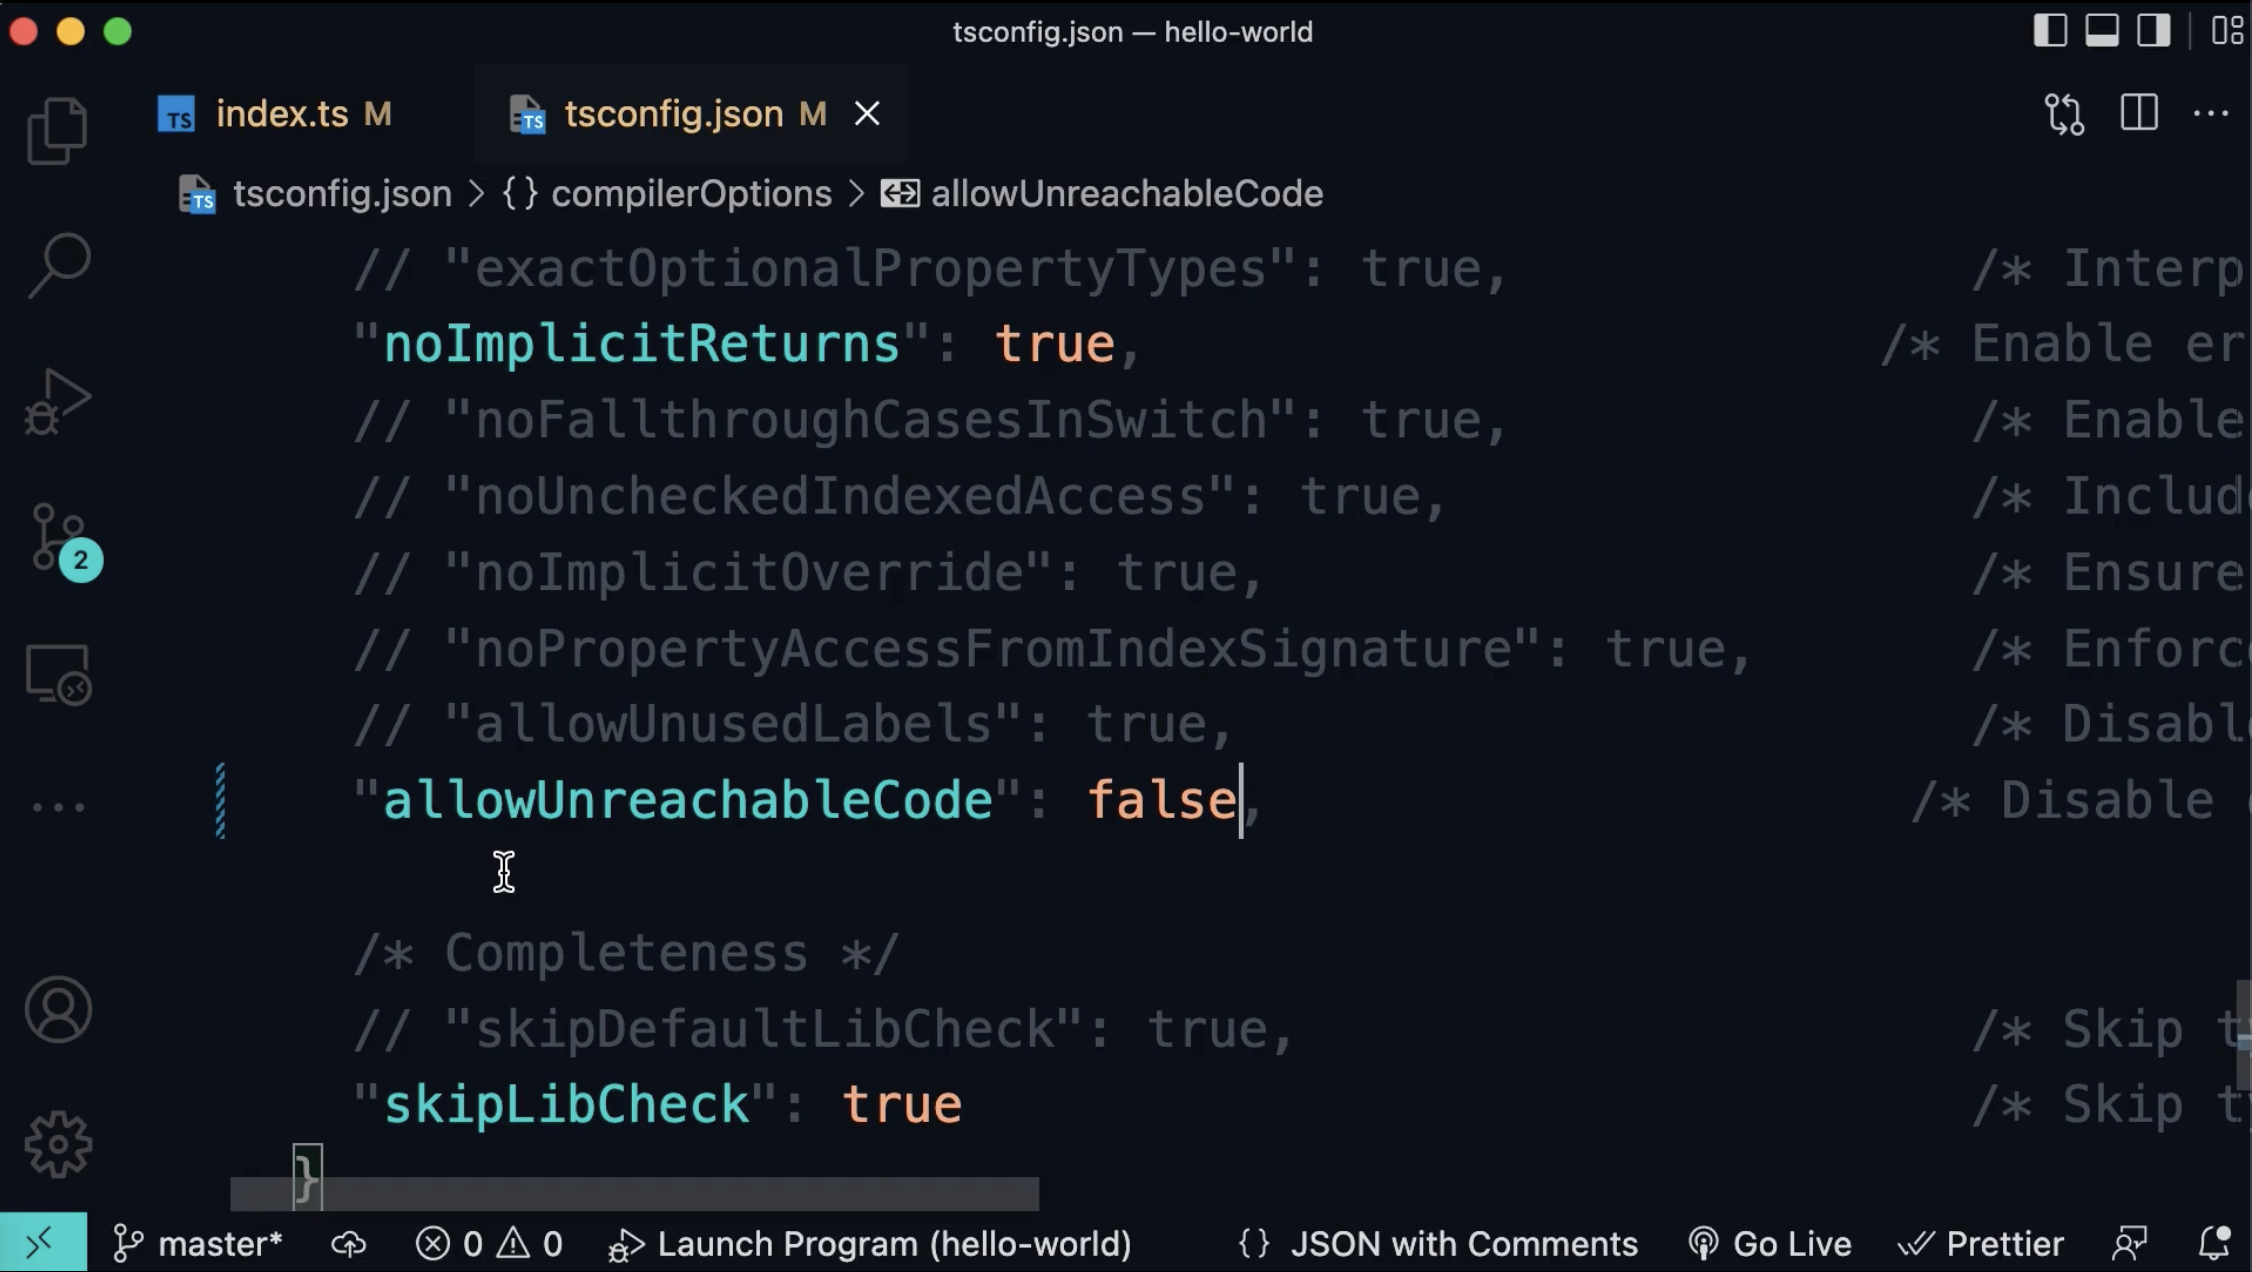 tsconfig.json — hello-world
index.ts M
tsconfig.json M
tsconfig.json > {} compilerOptions > allowUnreachableCode
// "exactOptionalPropertyTypes": true, /* Interp
"noImplicitReturns": true, /* Enable er
// "noFallthroughCasesInSwitch": true, /* Enable
// "noUncheckedIndexedAccess": true, /* Includ
// "noImplicitOverride": true, /* Ensure
// "noPropertyAccessFromIndexSignature": true, /* Enforc
// "allowUnusedLabels": true, /* Disabl
"allowUnreachableCode": false, /* Disable
/* Completeness */
// "skipDefaultLibCheck": true, /* Skip t
"skipLibCheck": true /* Skip ty
}
2
master* 0 0 Launch Program (hello-world) {} JSON with Comments Go Live Prettier